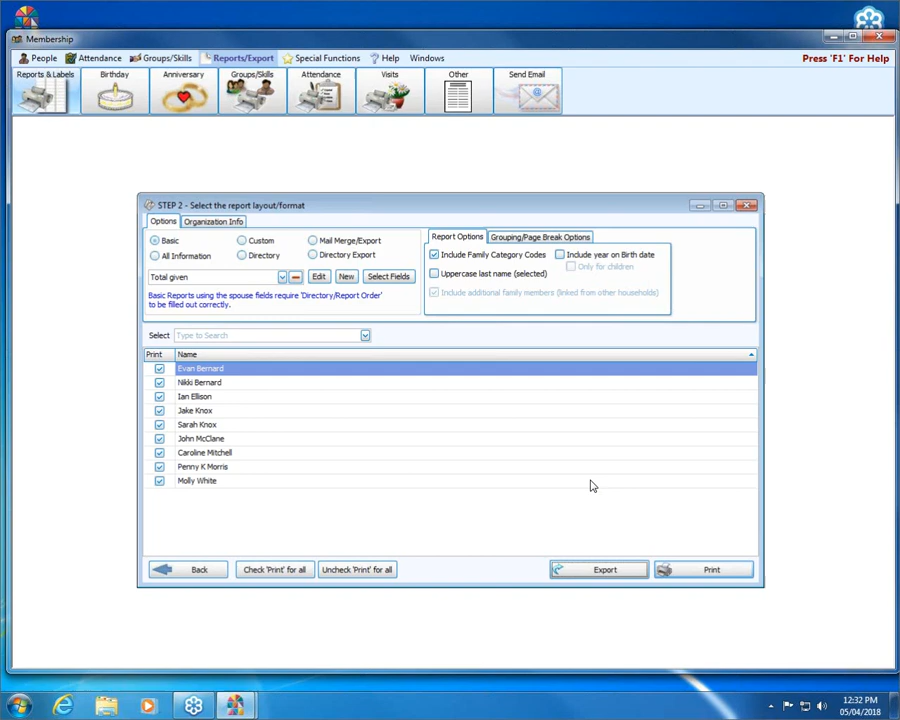 Membership
People Attendance Groups/Skills Reports/Export Special Functions Help Windows Press 'F1' For Help
Reports & Labels Birthday Anniversary Groups/Skills Attendance Visits Other Send Email
STEP 2 - Select the report layout/format
Options Organization Info
Basic Custom Mail Merge/Export
All Information Directory Directory Export
Total given Edit New Select Fields
Basic Reports using the spouse fields require 'Directory/Report Order'
to be filled out correctly.
Report Options Grouping/Page Break Options
Include Family Category Codes Include year on Birth date
Only for children
Uppercase last name (selected)
Include additional family members (linked from other households)
Select Type to Search
Print Name
Evan Bernard
Nikki Bernard
Ian Ellison
Jake Knox
Sarah Knox
John McClane
Caroline Mitchell
Penny K Morris
Molly White
Back Check 'Print' for all Uncheck 'Print' for all Export Print
12:32 PM
05/04/2018